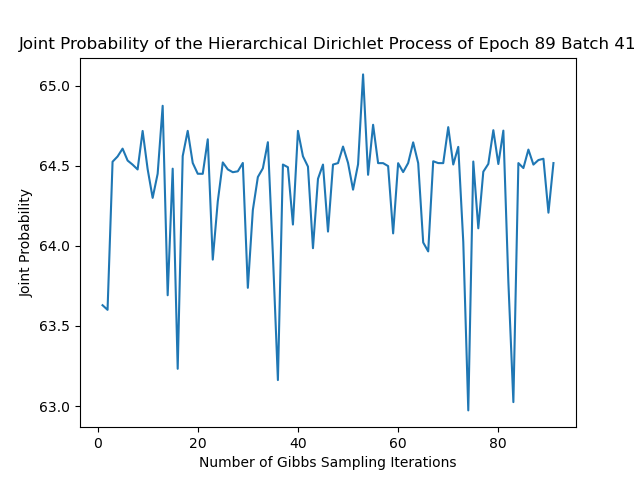 Joint Probability of the Hierarchical Dirichlet Process of Epoch 89 Batch 41
65.0
64.5
64.0
63.5
63.0
Joint Probability
0 20 40 60 80
Number of Gibbs Sampling Iterations